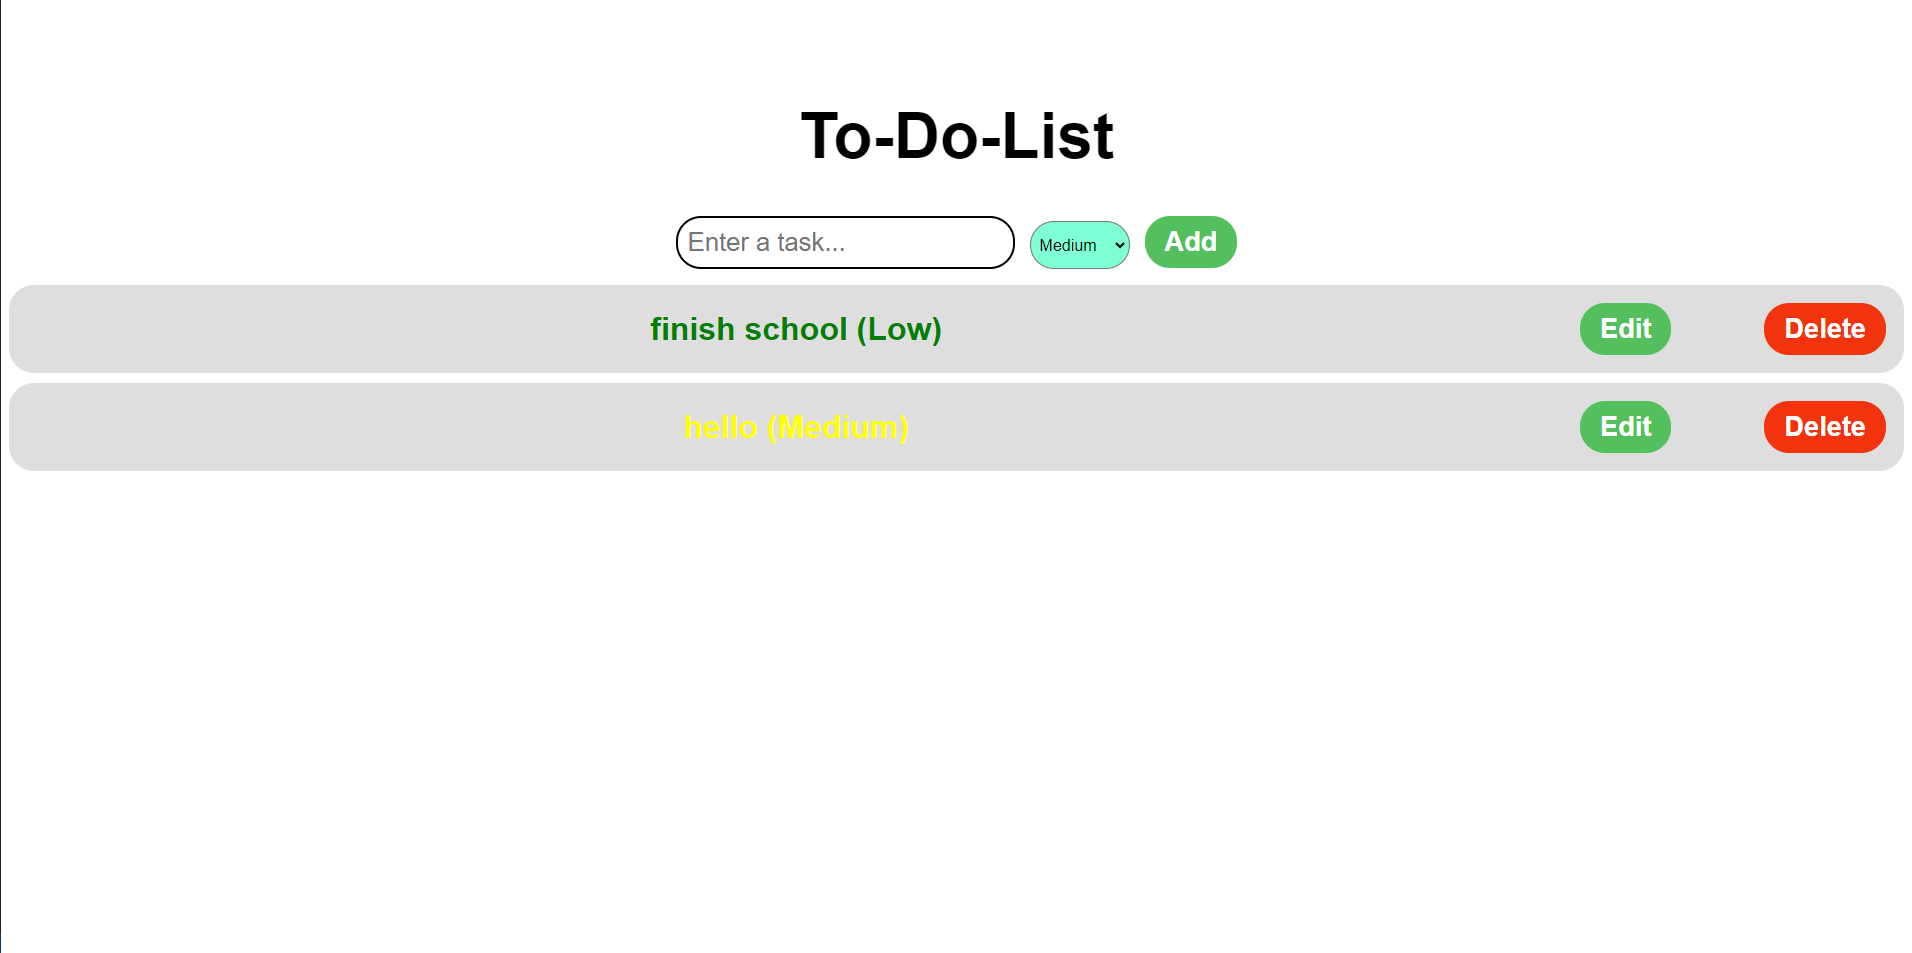 To-Do-List
Enter a task...
Medium
Add
finish school (Low)
Edit
Delete
hello (Medium)
Edit
Delete